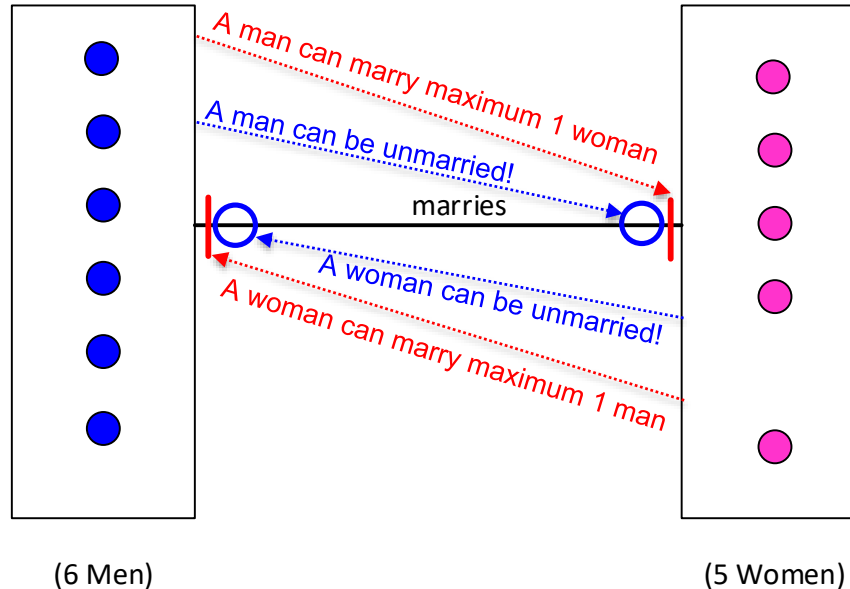 A man can marry maximum 1 woman
A man can be unmarried!
marries
A woman can be unmarried!
A woman can marry maximum 1 man
(6 Men)
(5 Women)